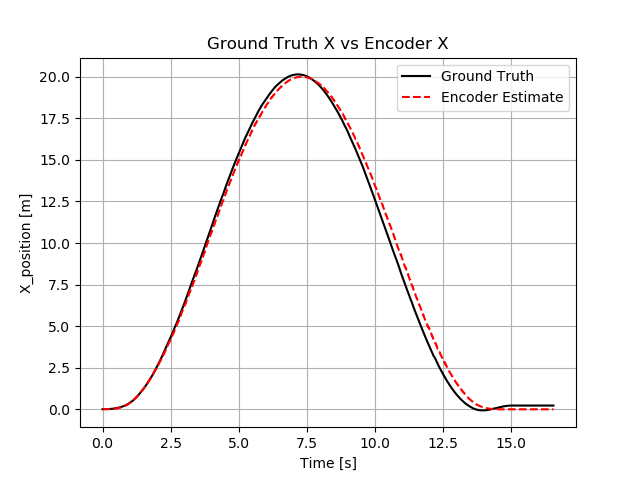 Ground Truth X vs Encoder X
Ground Truth
Encoder Estimate
20.0
17.5
15.0
12.5
10.0
7.5
5.0
2.5
0.0
X_position [m]
0.0 2.5 5.0 7.5 10.0 12.5 15.0
Time [s]